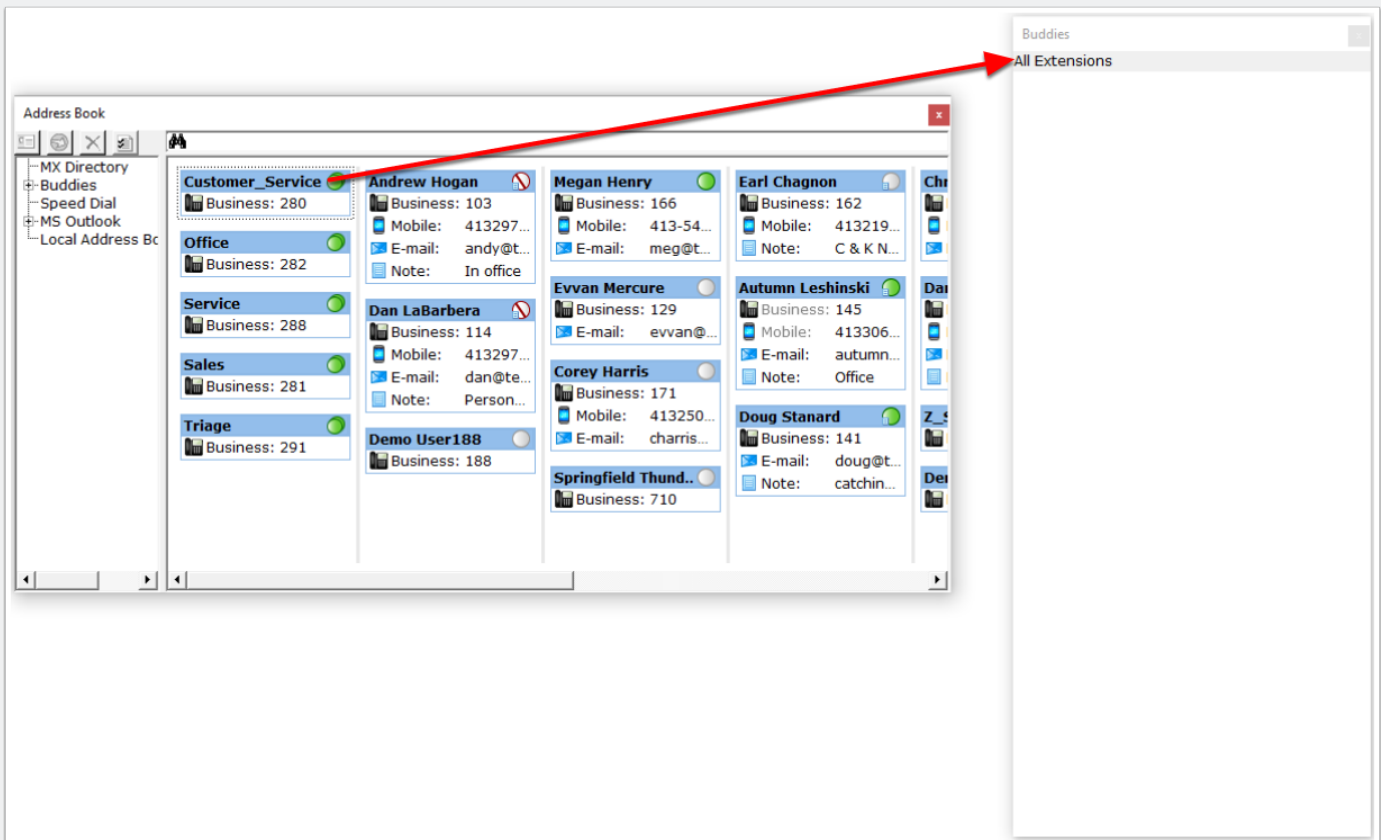 Buddies
All Extensions
Address Book
MX Directory
Buddies
Speed Dial
MS Outlook
Local Address Bc
Customer_Service
Business: 280
Office
Business: 282
Service
Business: 288
Sales
Business: 281
Triage
Business: 291
Andrew Hogan
Business: 103
Mobile: 413297...
E-mail: andy@t...
Note: In office
Dan LaBarbera
Business: 114
Mobile: 413297...
E-mail: dan@te...
Note: Person...
Demo User188
Business: 188
Megan Henry
Business: 166
Mobile: 413-54...
E-mail: meg@t...
Evvan Mercure
Business: 129
E-mail: evvan@...
Corey Harris
Business: 171
Mobile: 413250...
E-mail: charris...
Springfield Thund..
Business: 710
Earl Chagnon
Business: 162
Mobile: 413219...
Note: C & K N...
Autumn Leshinski
Business: 145
Mobile: 413306...
E-mail: autumn...
Note: Office
Doug Stanard
Business: 141
E-mail: doug@t...
Note: catchin...
Chr
Dar
Z_S
Der